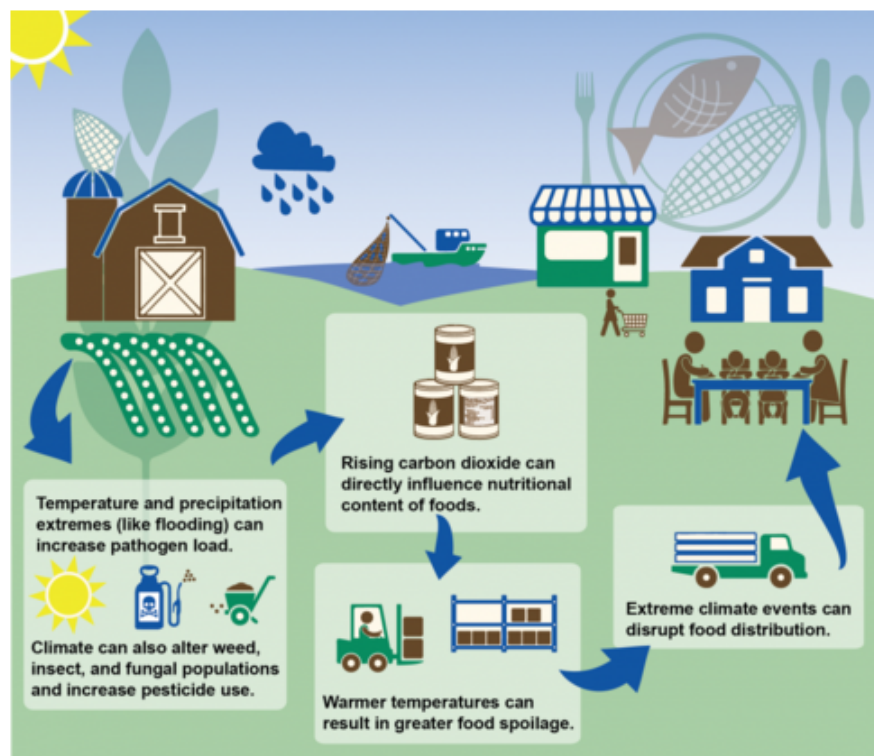 Temperature and precipitation
extremes (like flooding) can
increase pathogen load.
Climate can also alter weed,
insect, and fungal populations
and increase pesticide use.
Rising carbon dioxide can
directly influence nutritional
content of foods.
Warmer temperatures can
result in greater food spoilage.
Extreme climate events can
disrupt food distribution.